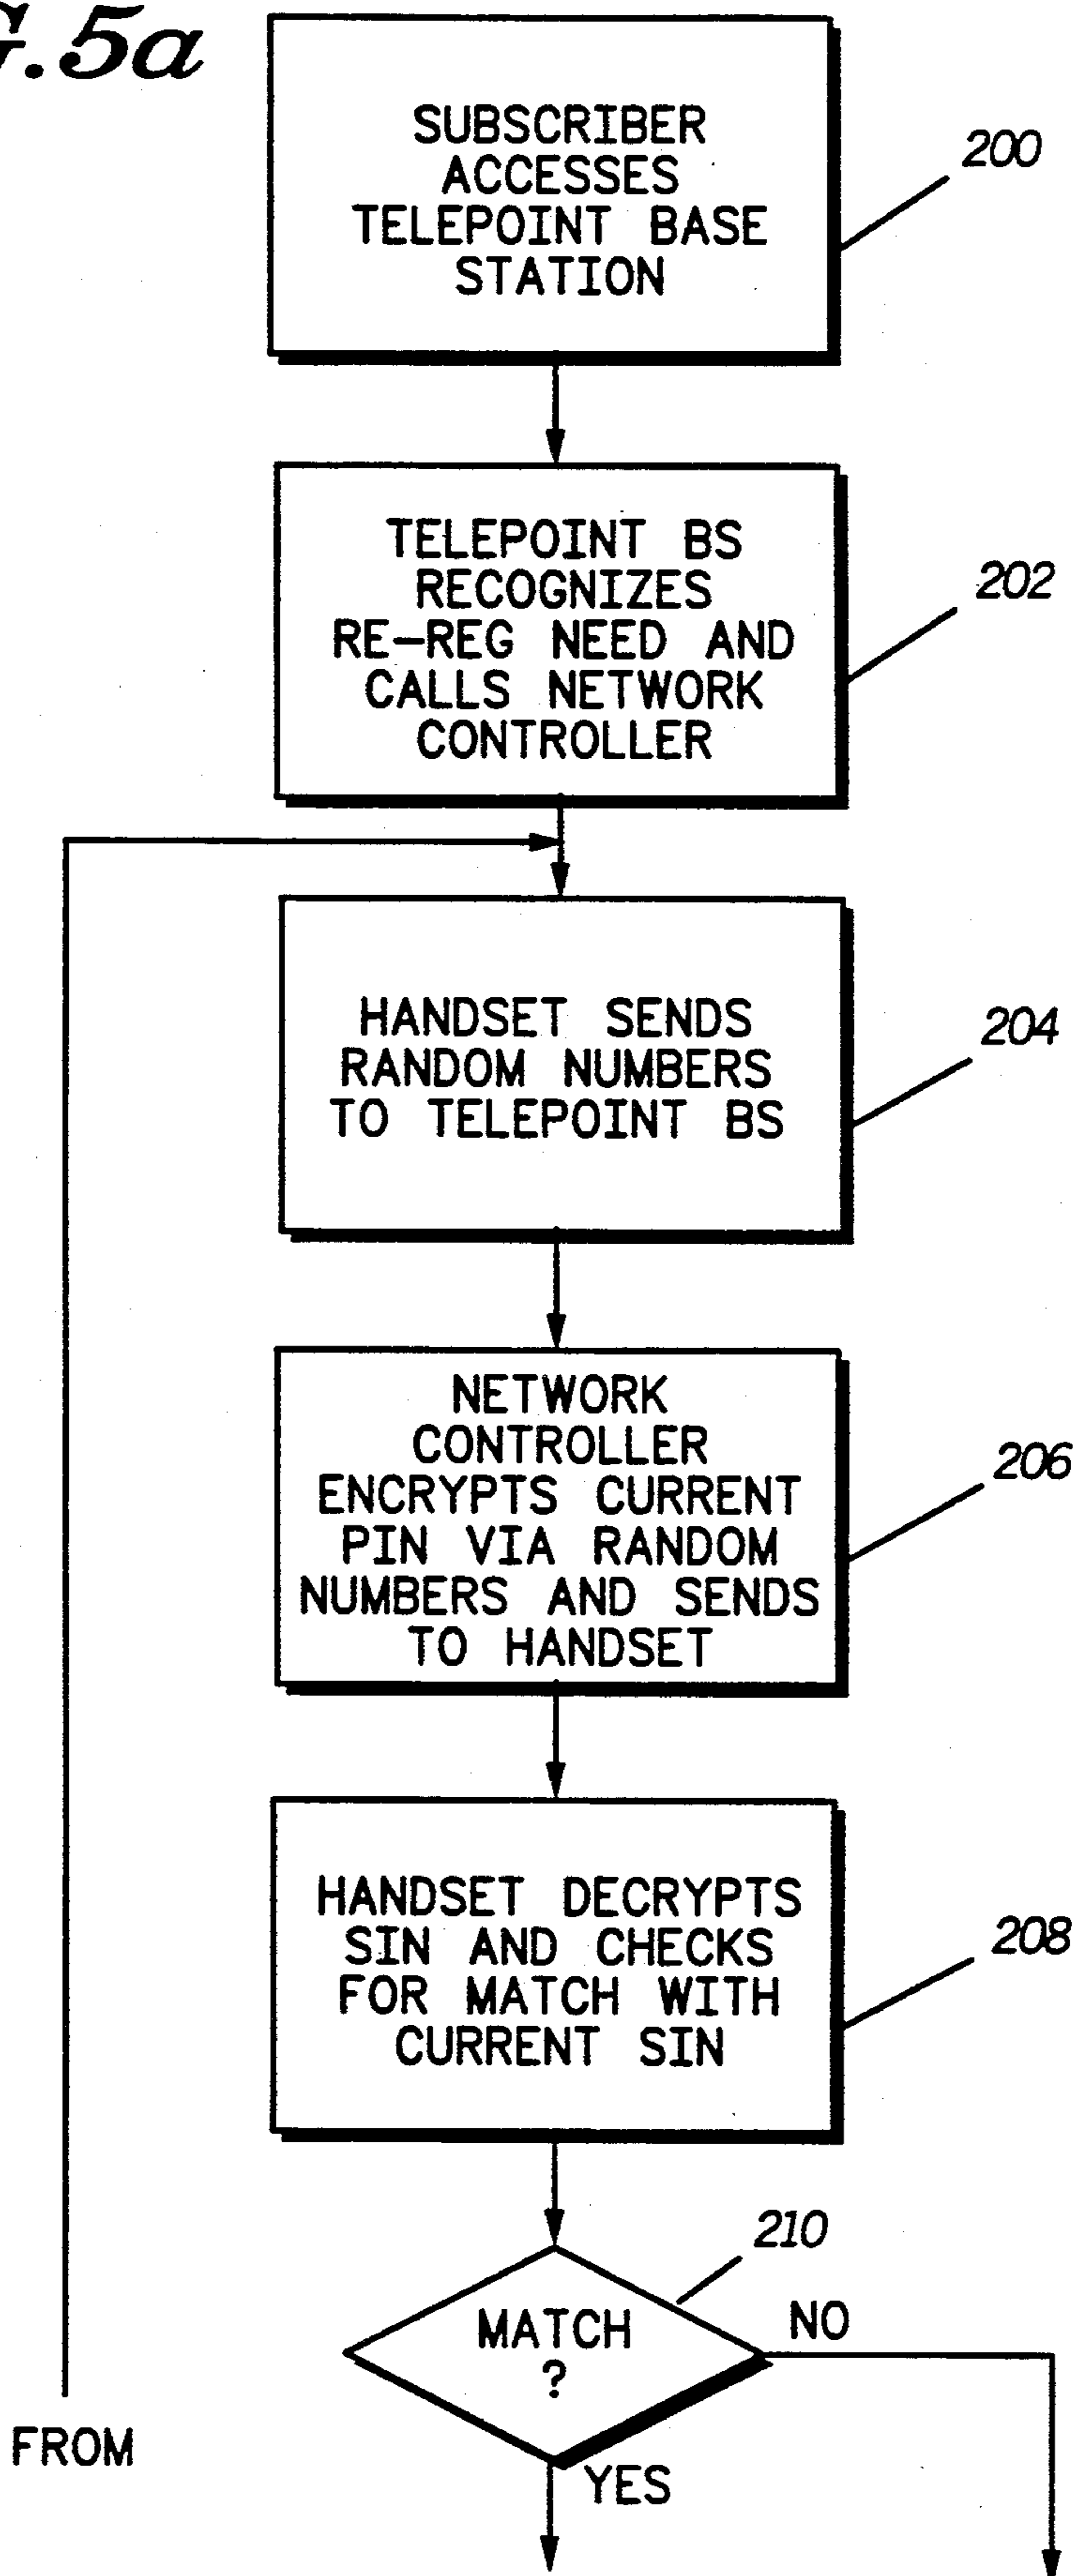 G.5a
SUBSCRIBER
ACCESSES
TELEPOINT BASE
STATION
200
TELEPOINT BS
RECOGNIZES
RE-REG NEED AND
CALLS NETWORK
CONTROLLER
202
HANDSET SENDS
RANDOM NUMBERS
TO TELEPOINT BS
204
NETWORK
CONTROLLER
ENCRYPTS CURRENT
PIN VIA RANDOM
NUMBERS AND SENDS
TO HANDSET
206
HANDSET DECRYPTS
SIN AND CHECKS
FOR MATCH WITH
CURRENT SIN
208
210
MATCH
?
NO
YES
FROM